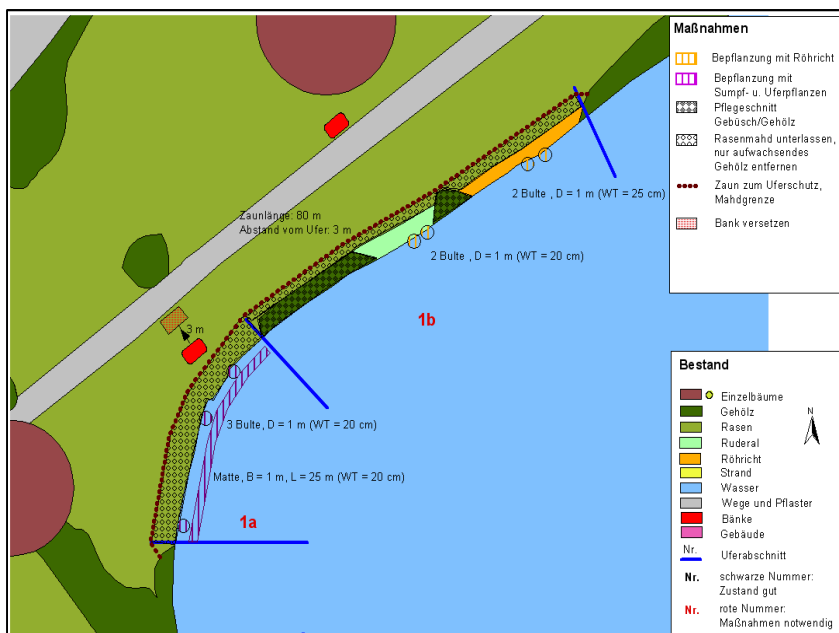 Maßnahmen
Bepflanzung mit Röhricht
Bepflanzung mit
Sumpf- u. Uferpflanzen
Pflegeschnitt
Gebüsch/Gehölz
Rasenmahd unterlassen,
nur aufwachsendes
Gehölz entfernen
Zaun zum Uferschutz,
Mahdgrenze
Bank versetzen
2 Bulte , D = 1 m (WT = 25 cm)
Zaunlänge: 80 m
Abstand vom Ufer: 3 m
2 Bulte , D = 1 m (WT = 20 cm)
1b
3 m
3 Bulte, D = 1 m (WT = 20 cm)
Matte, B = 1 m, L = 25 m (WT = 20 cm)
1a
Bestand
Einzelbäume
Gehölz
Rasen
Ruderal
Röhricht
Strand
Wasser
Wege und Pflaster
Bänke
Gebäude
N
Nr.
Uferabschnitt
Nr. schwarze Nummer:
Zustand gut
Nr. rote Nummer:
Maßnahmen notwendig